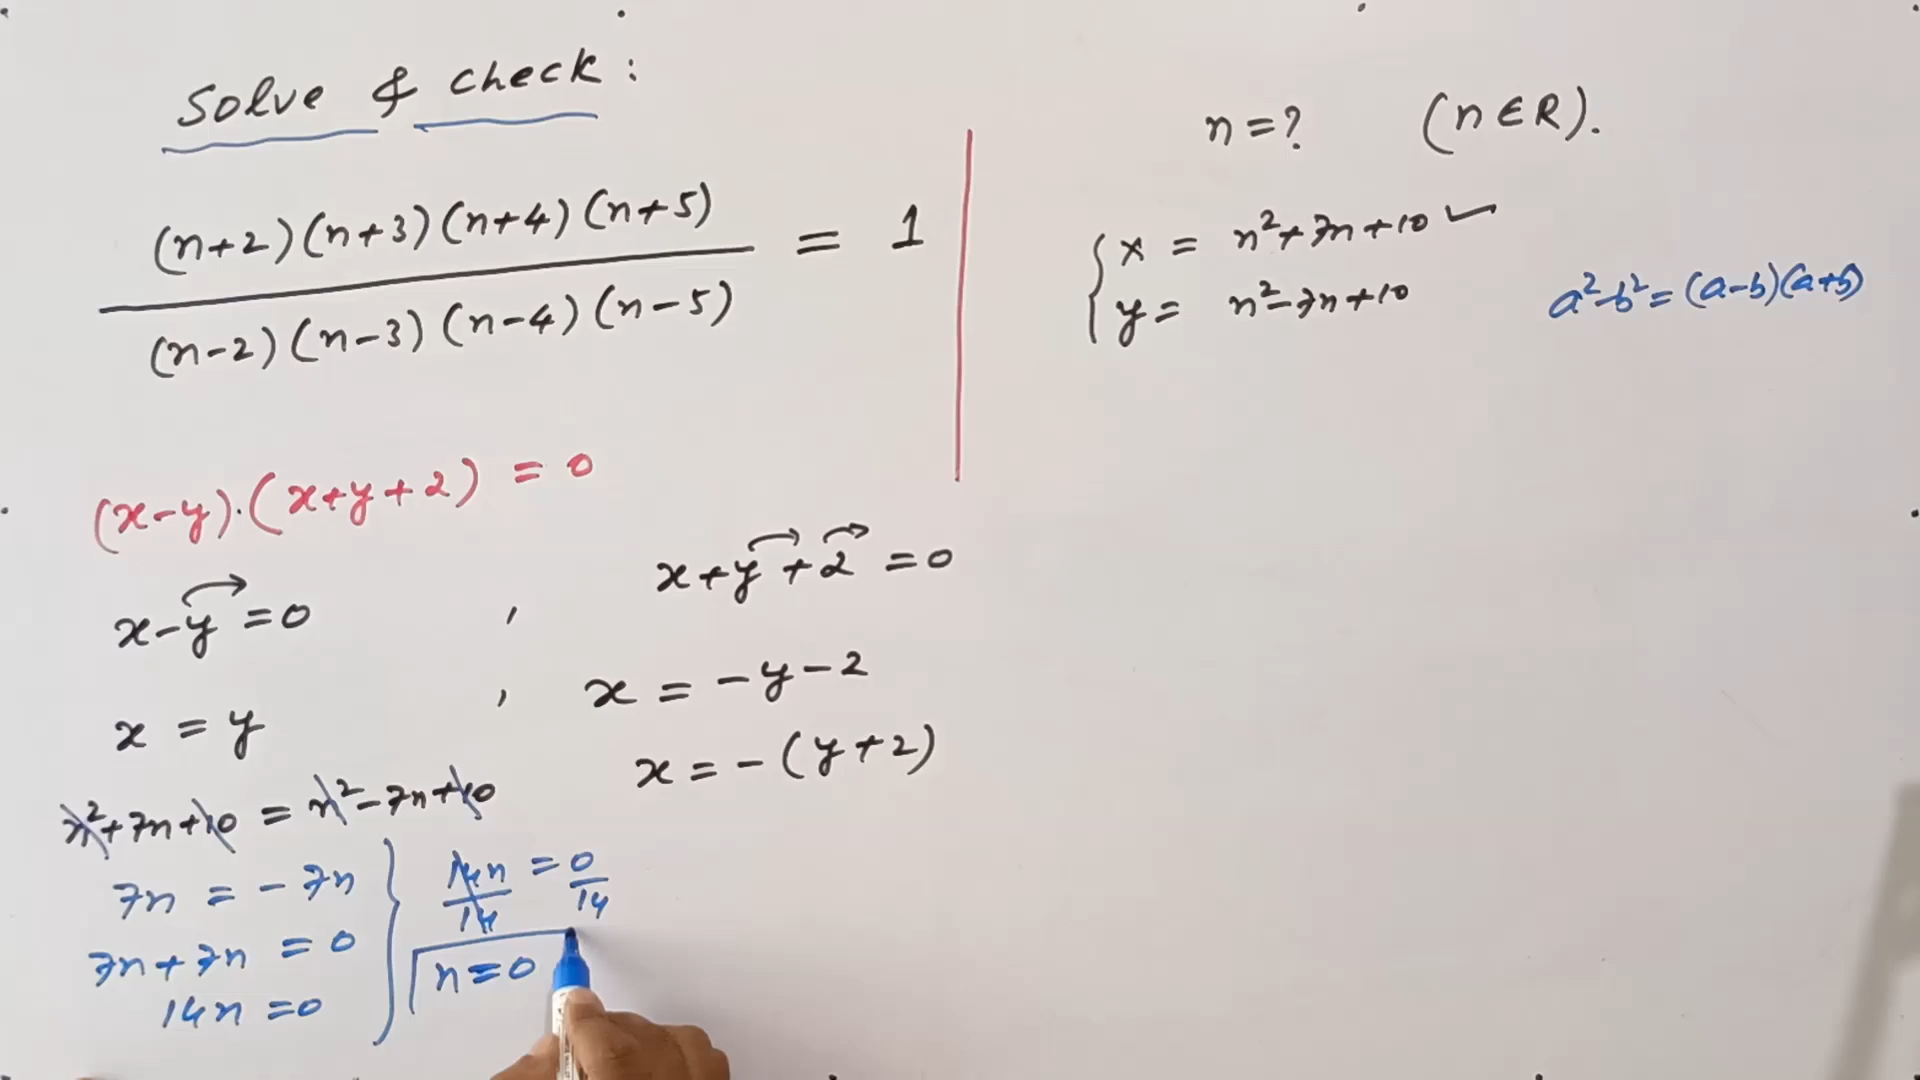 Solve & check :
(n+2)(n+3)(n+4)(n+5)
= 1
(n-2)(n-3)(n-4)(n-5)
n=? (n∈R).
x = n²+7n+10 ✓
y = n²-7n+10
a²-b²=(a-b)(a+b)
(x-y)·(x+y+2) = 0
x-y=0 , x+y+2 =0
x = y , x = -y-2
x = -(y+2)
n²+7n+10 = n²-7n+10
7n = -7n
7n+7n = 0
14n =0
14n/14 = 0/14
n=0